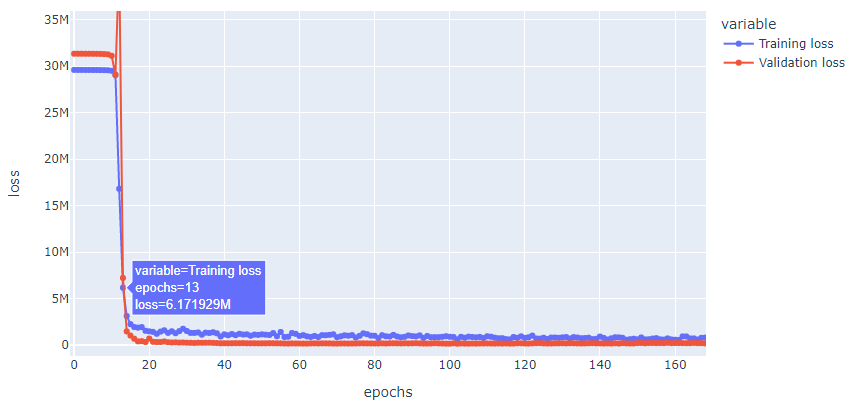 35M
30M
25M
20M
15M
10M
5M
0
loss
0
20
40
60
80
100
120
140
160
epochs
variable
Training loss
Validation loss
variable=Training loss
epochs=13
loss=6.171929M